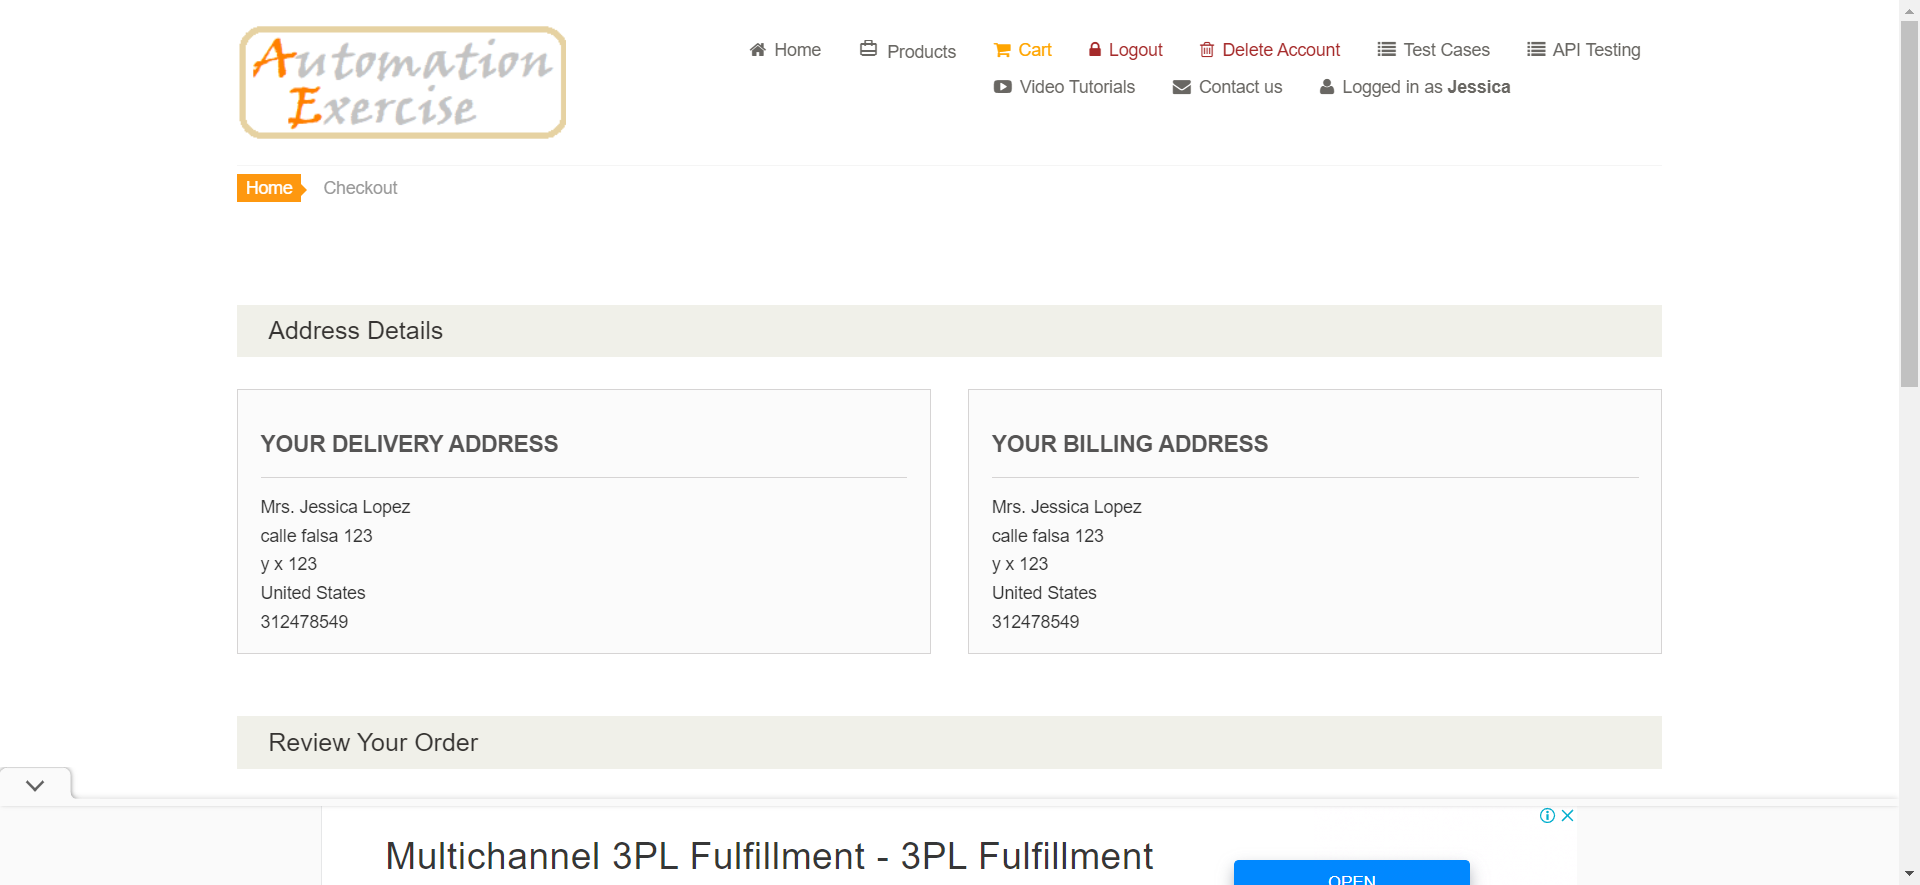 Automation
Exercise
Home
Products
Cart
Logout
Delete Account
Test Cases
API Testing
Video Tutorials
Contact us
Logged in as Jessica
Home
Checkout
Address Details
YOUR DELIVERY ADDRESS
Mrs. Jessica Lopez
calle falsa 123
y x 123
United States
312478549
YOUR BILLING ADDRESS
Mrs. Jessica Lopez
calle falsa 123
y x 123
United States
312478549
Review Your Order
Multichannel 3PL Fulfillment - 3PL Fulfillment
OPEN